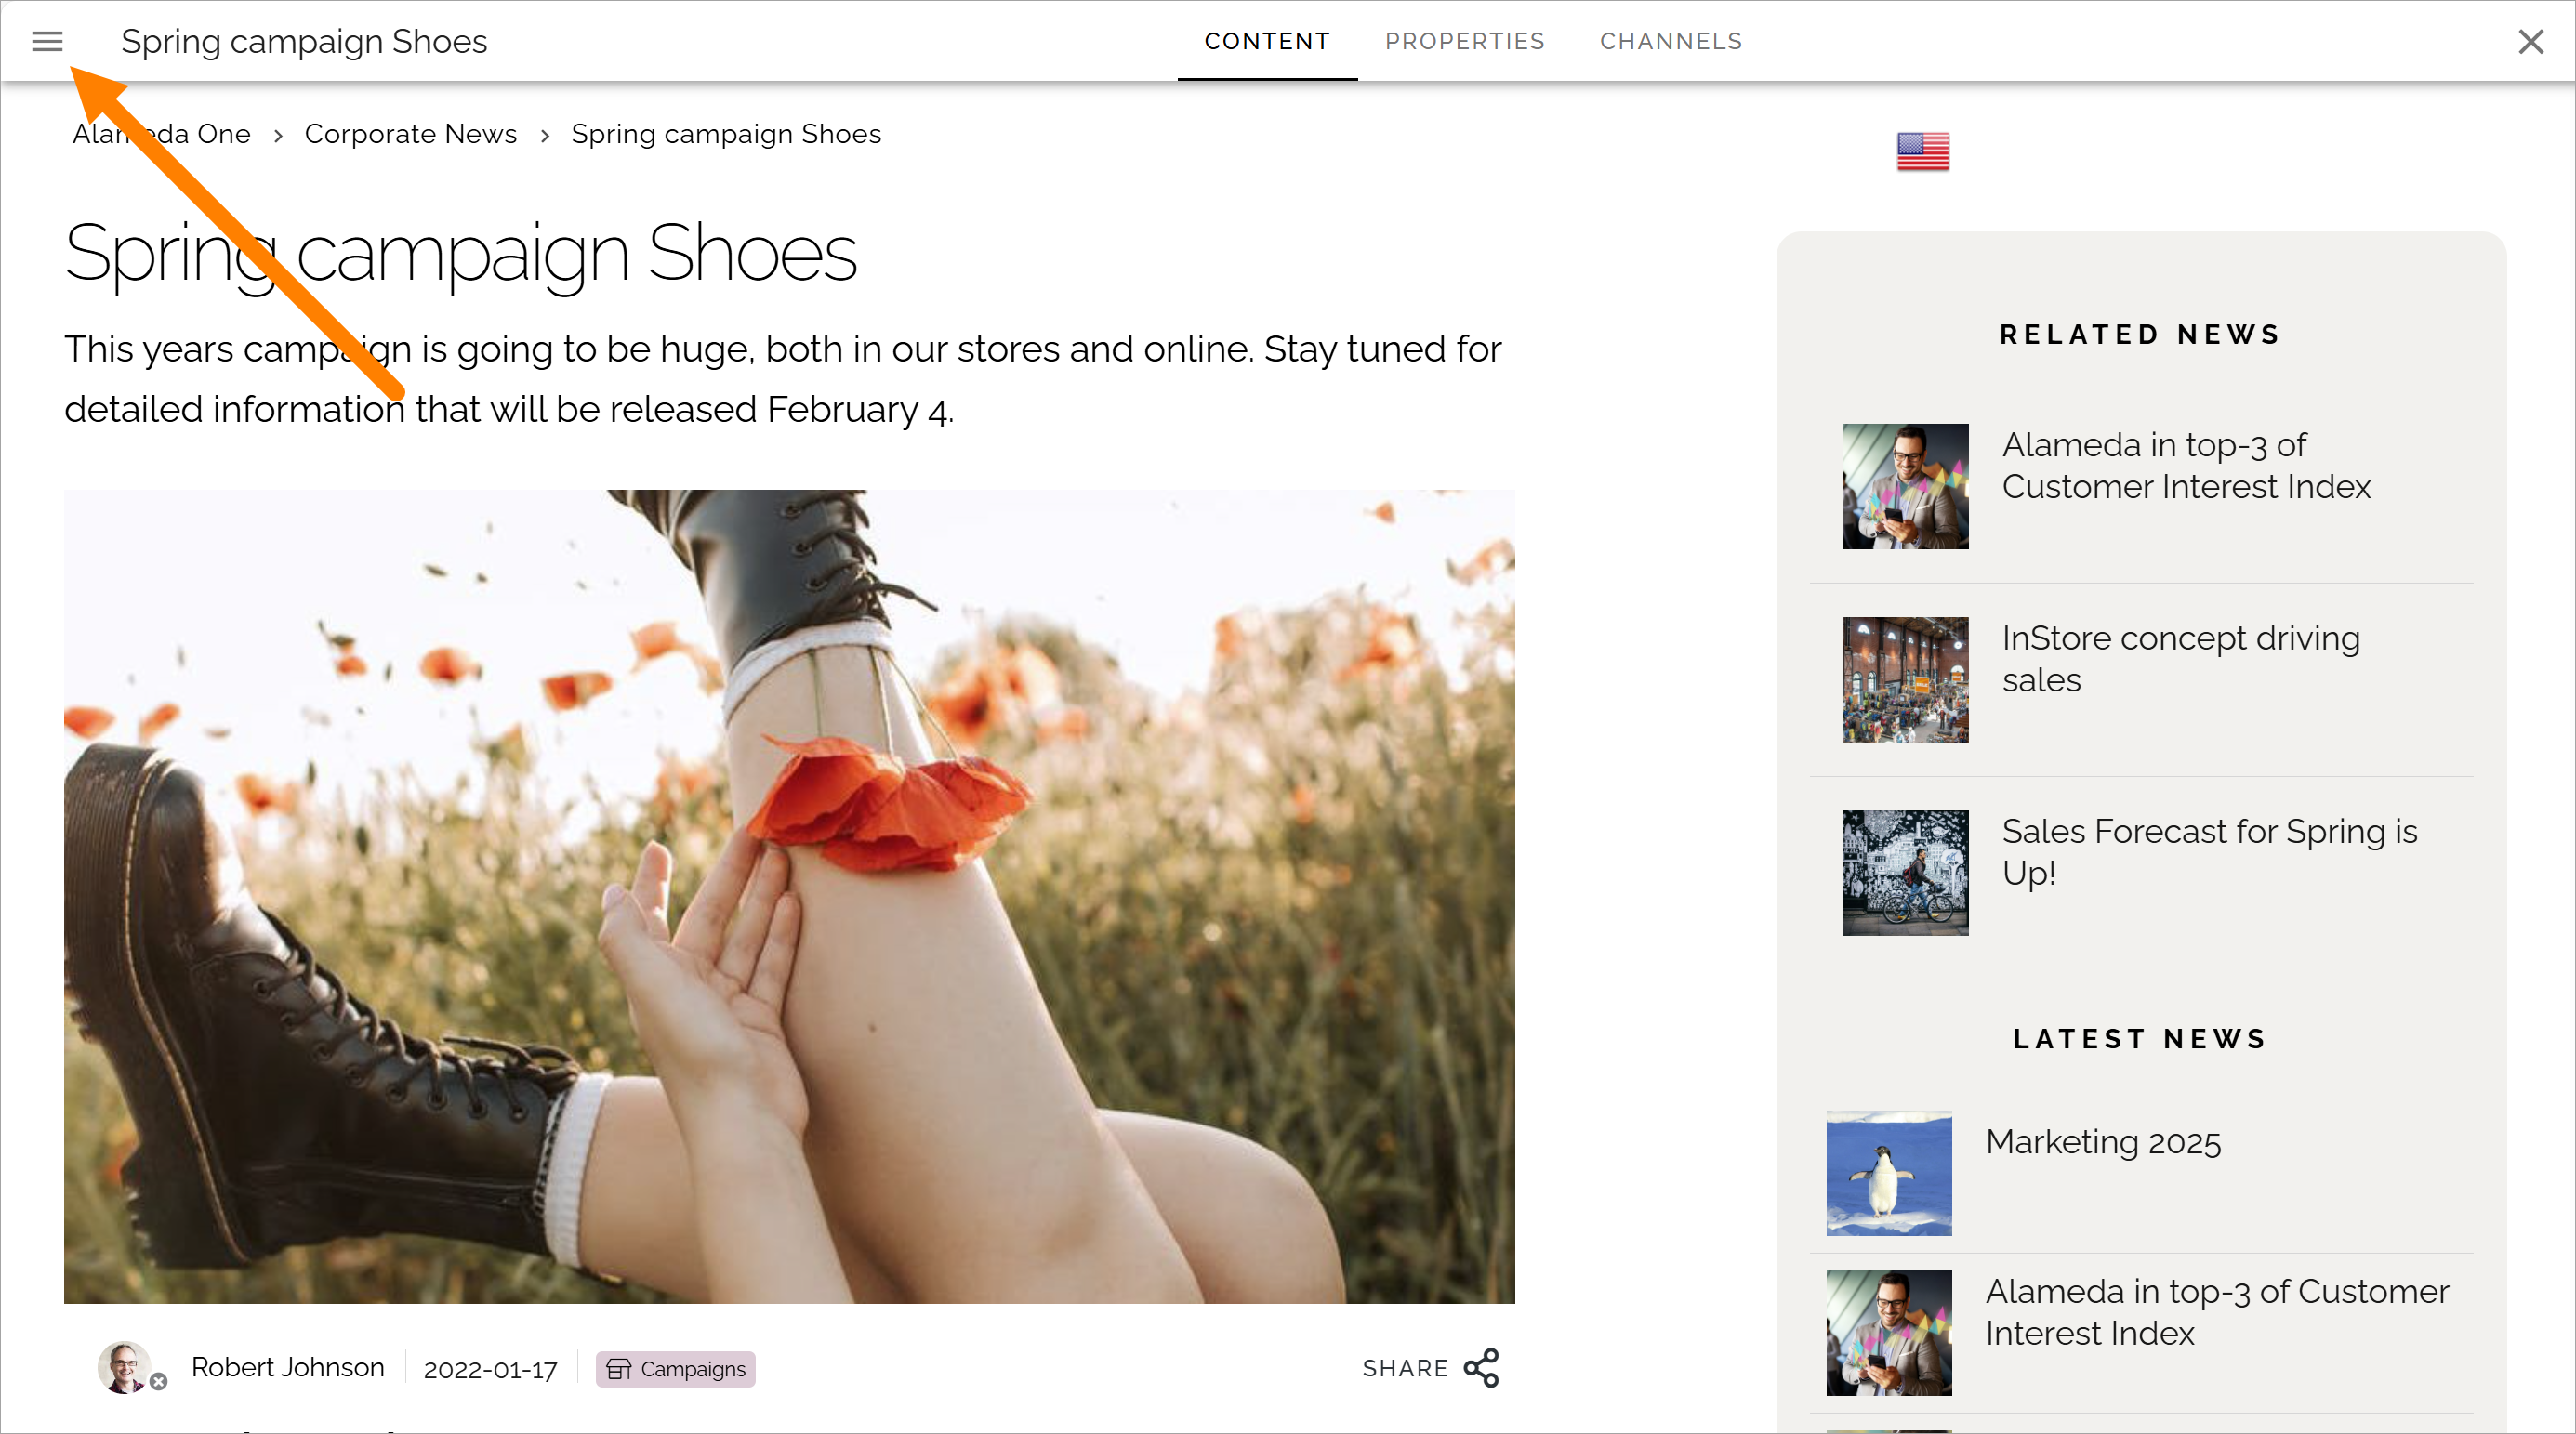 Spring campaign Shoes
CONTENT PROPERTIES CHANNELS
Alameda One > Corporate News > Spring campaign Shoes
Spring campaign Shoes
This years campaign is going to be huge, both in our stores and online. Stay tuned for
detailed information that will be released February 4.
Robert Johnson 2022-01-17 Campaigns
SHARE
RELATED NEWS
Alameda in top-3 of
Customer Interest Index
InStore concept driving
sales
Sales Forecast for Spring is
Up!
LATEST NEWS
Marketing 2025
Alameda in top-3 of Customer
Interest Index